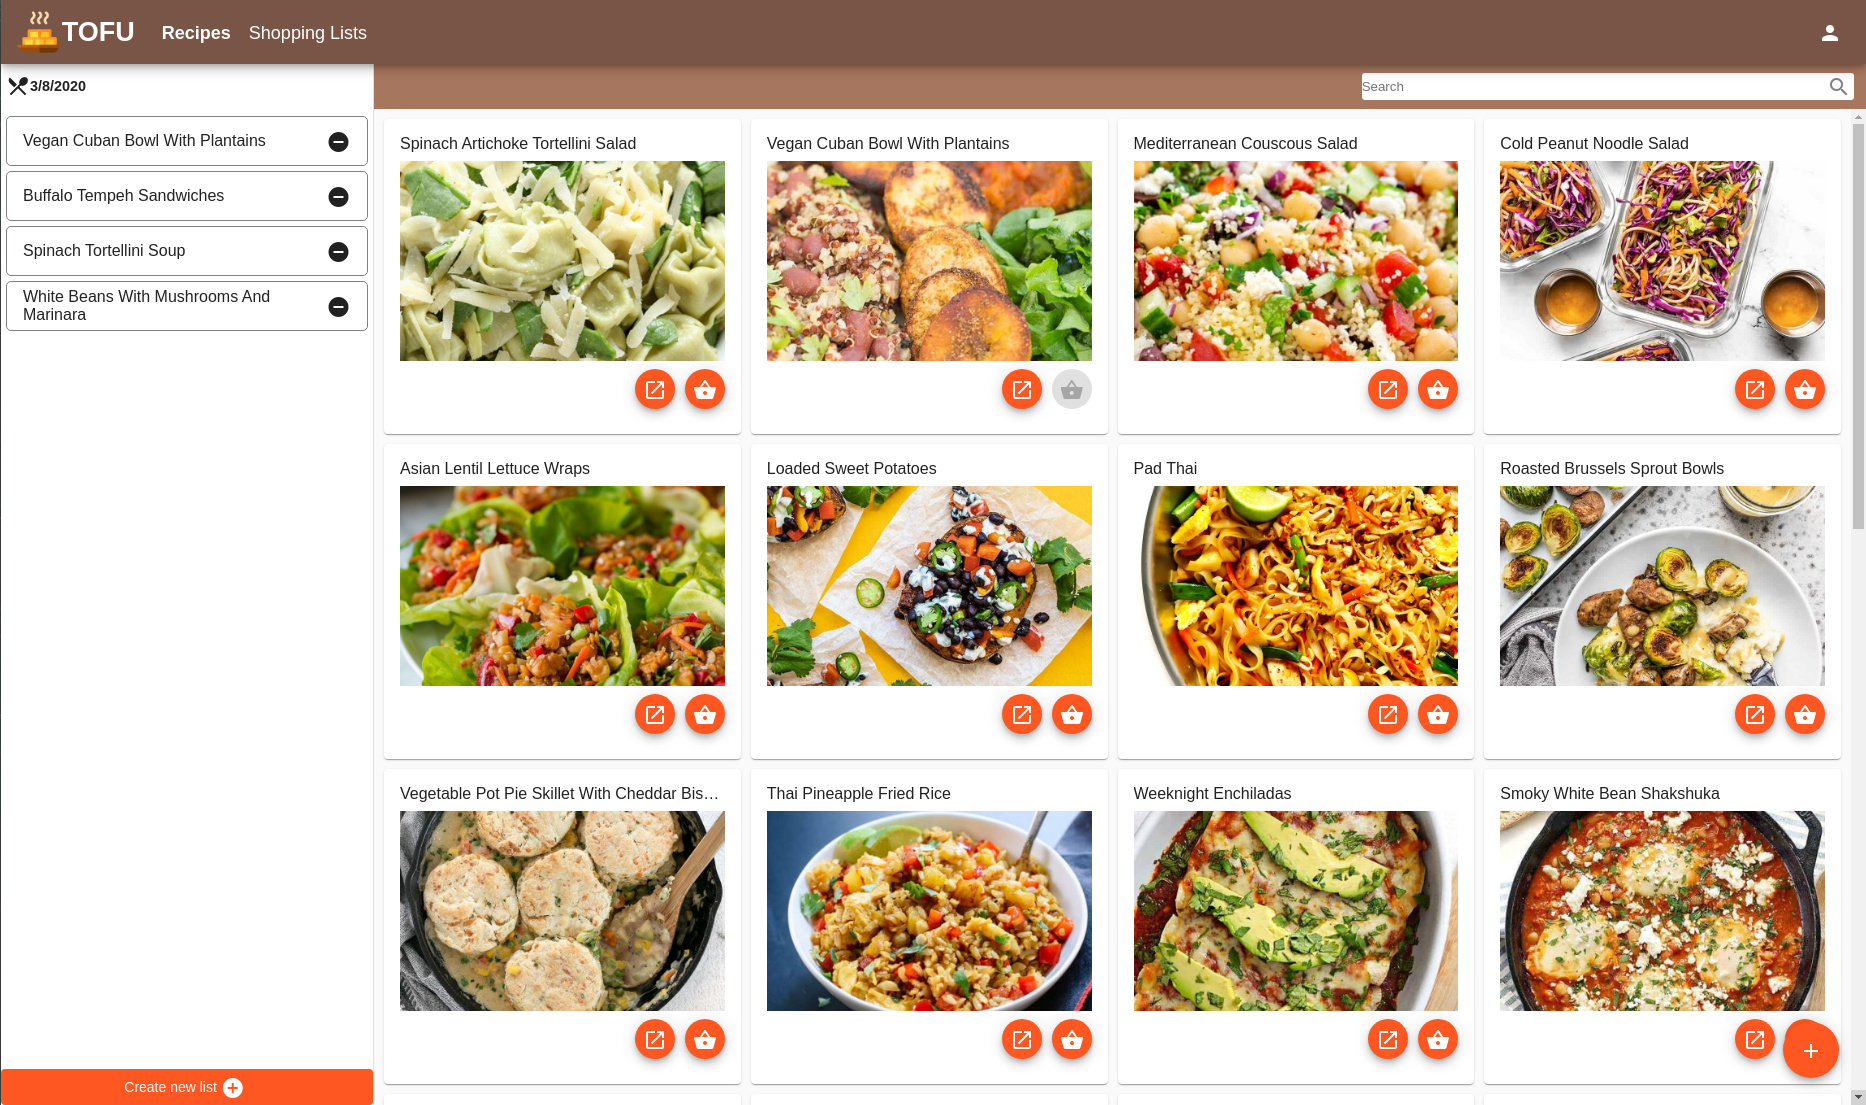 TOFU
Recipes
Shopping Lists
3/8/2020
Search
Vegan Cuban Bowl With Plantains
Buffalo Tempeh Sandwiches
Spinach Tortellini Soup
White Beans With Mushrooms And
Marinara
Create new list
Spinach Artichoke Tortellini Salad
Vegan Cuban Bowl With Plantains
Mediterranean Couscous Salad
Cold Peanut Noodle Salad
Asian Lentil Lettuce Wraps
Loaded Sweet Potatoes
Pad Thai
Roasted Brussels Sprout Bowls
Vegetable Pot Pie Skillet With Cheddar Bis…
Thai Pineapple Fried Rice
Weeknight Enchiladas
Smoky White Bean Shakshuka